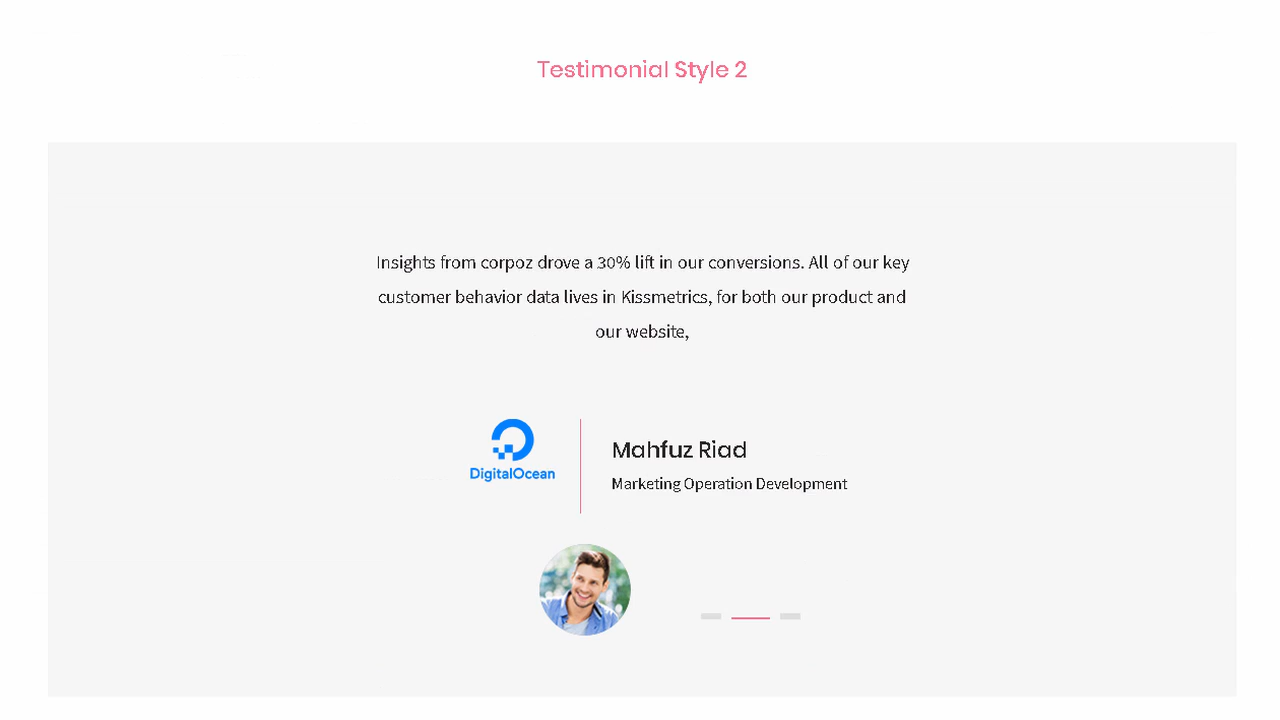 Testimonial Style 2
Insights from corpoz drove a 30% lift in our conversions. All of our key
customer behavior data lives in Kissmetrics, for both our product and
our website,
DigitalOcean
Mahfuz Riad
Marketing Operation Development